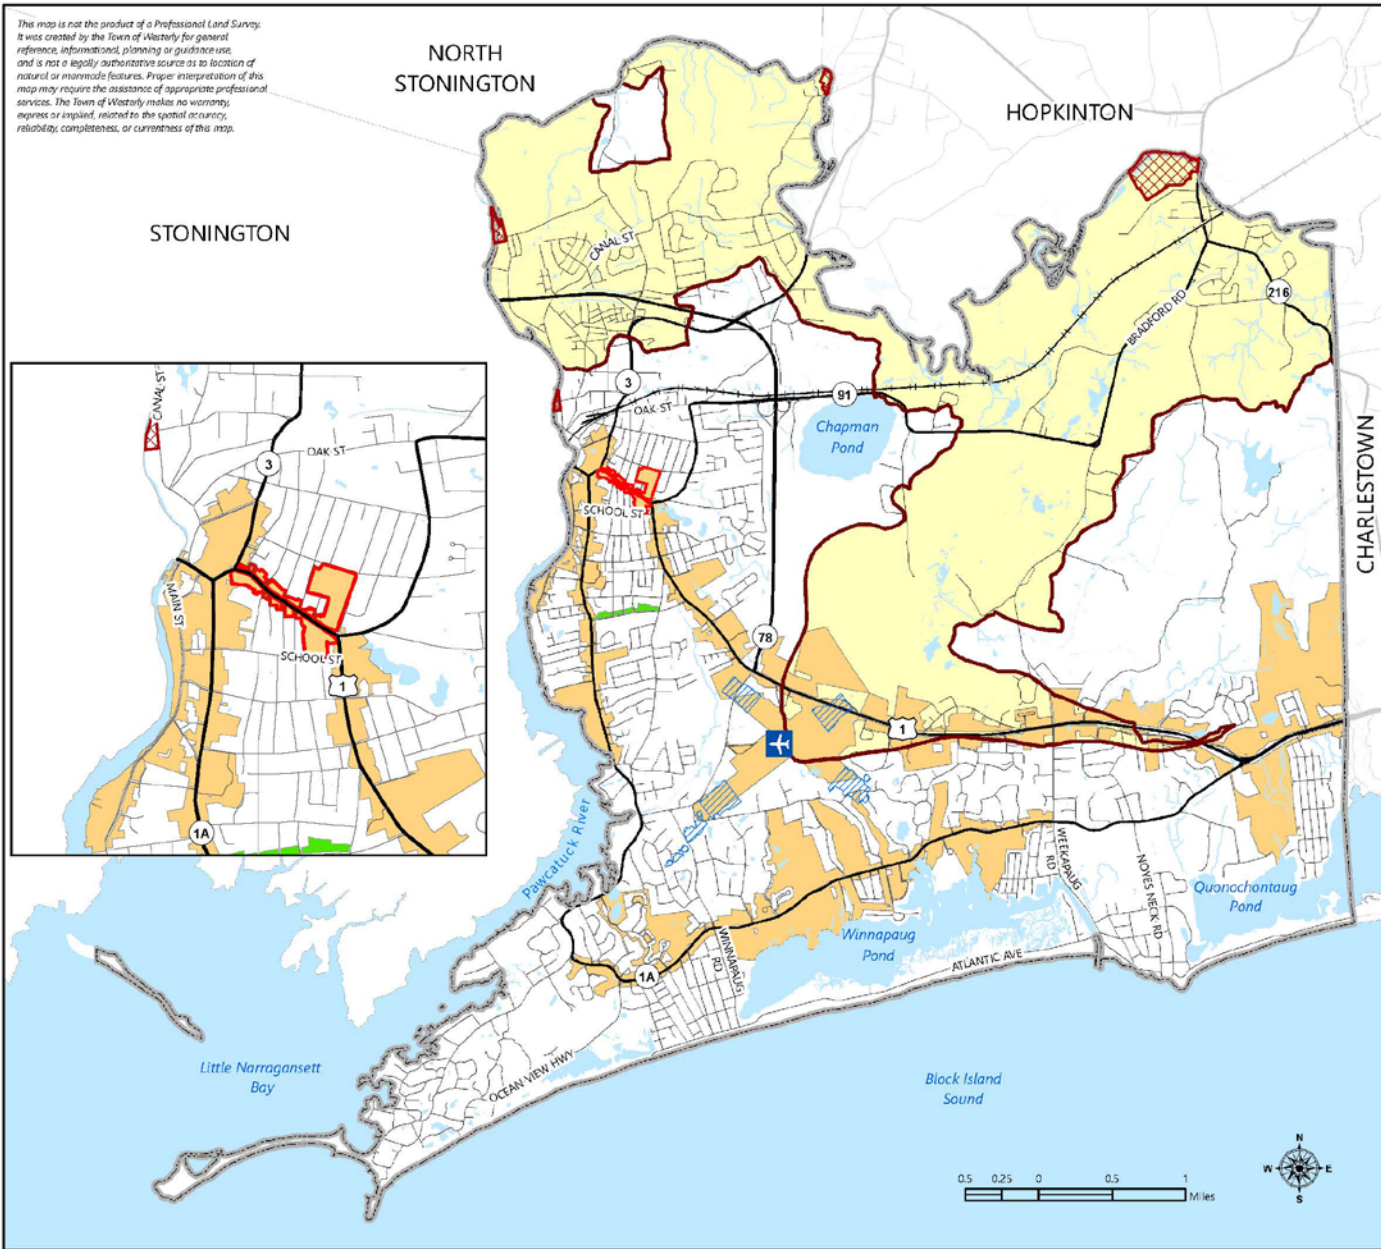 This map is not the product of a Professional Land Survey.
It was created by the Town of Westerly for general
reference, informational, planning or guidance use,
and is not a legally authoritative source as to location of
natural or manmade features. Proper interpretation of this
map may require the assistance of appropriate professional
services. The Town of Westerly makes no warranty,
express or implied, related to the spatial accuracy,
reliability, completeness, or currentness of this map.
NORTH
STONINGTON
HOPKINTON
STONINGTON
CANAL ST
216
BRADFORD RD
CANAL ST
3
OAK ST
91
Chapman
Pond
3
OAK ST
CHARLESTOWN
SCHOOL ST
MAIN ST
SCHOOL ST
1
78
1
1A
Pawcatuck River
WEEKAPAUG
RD
NOYES NECK RD
Quonochontaug
Pond
Winnapaug
Pond
WINNAPAUG
RD
ATLANTIC AVE
1A
Little Narragansett
Bay
OCEAN VIEW HWY
Block Island
Sound
N
W
E
S
0.5 0.25 0 0.5 1
Miles